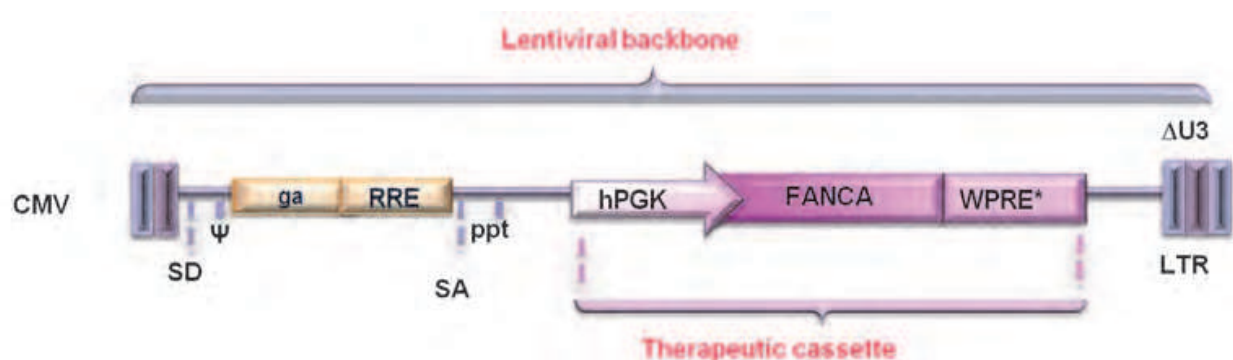 Lentiviral backbone
ΔU3
CMV
ga
RRE
hPGK
FANCA
WPRE*
Ψ
ppt
SD
SA
LTR
Therapeutic cassette